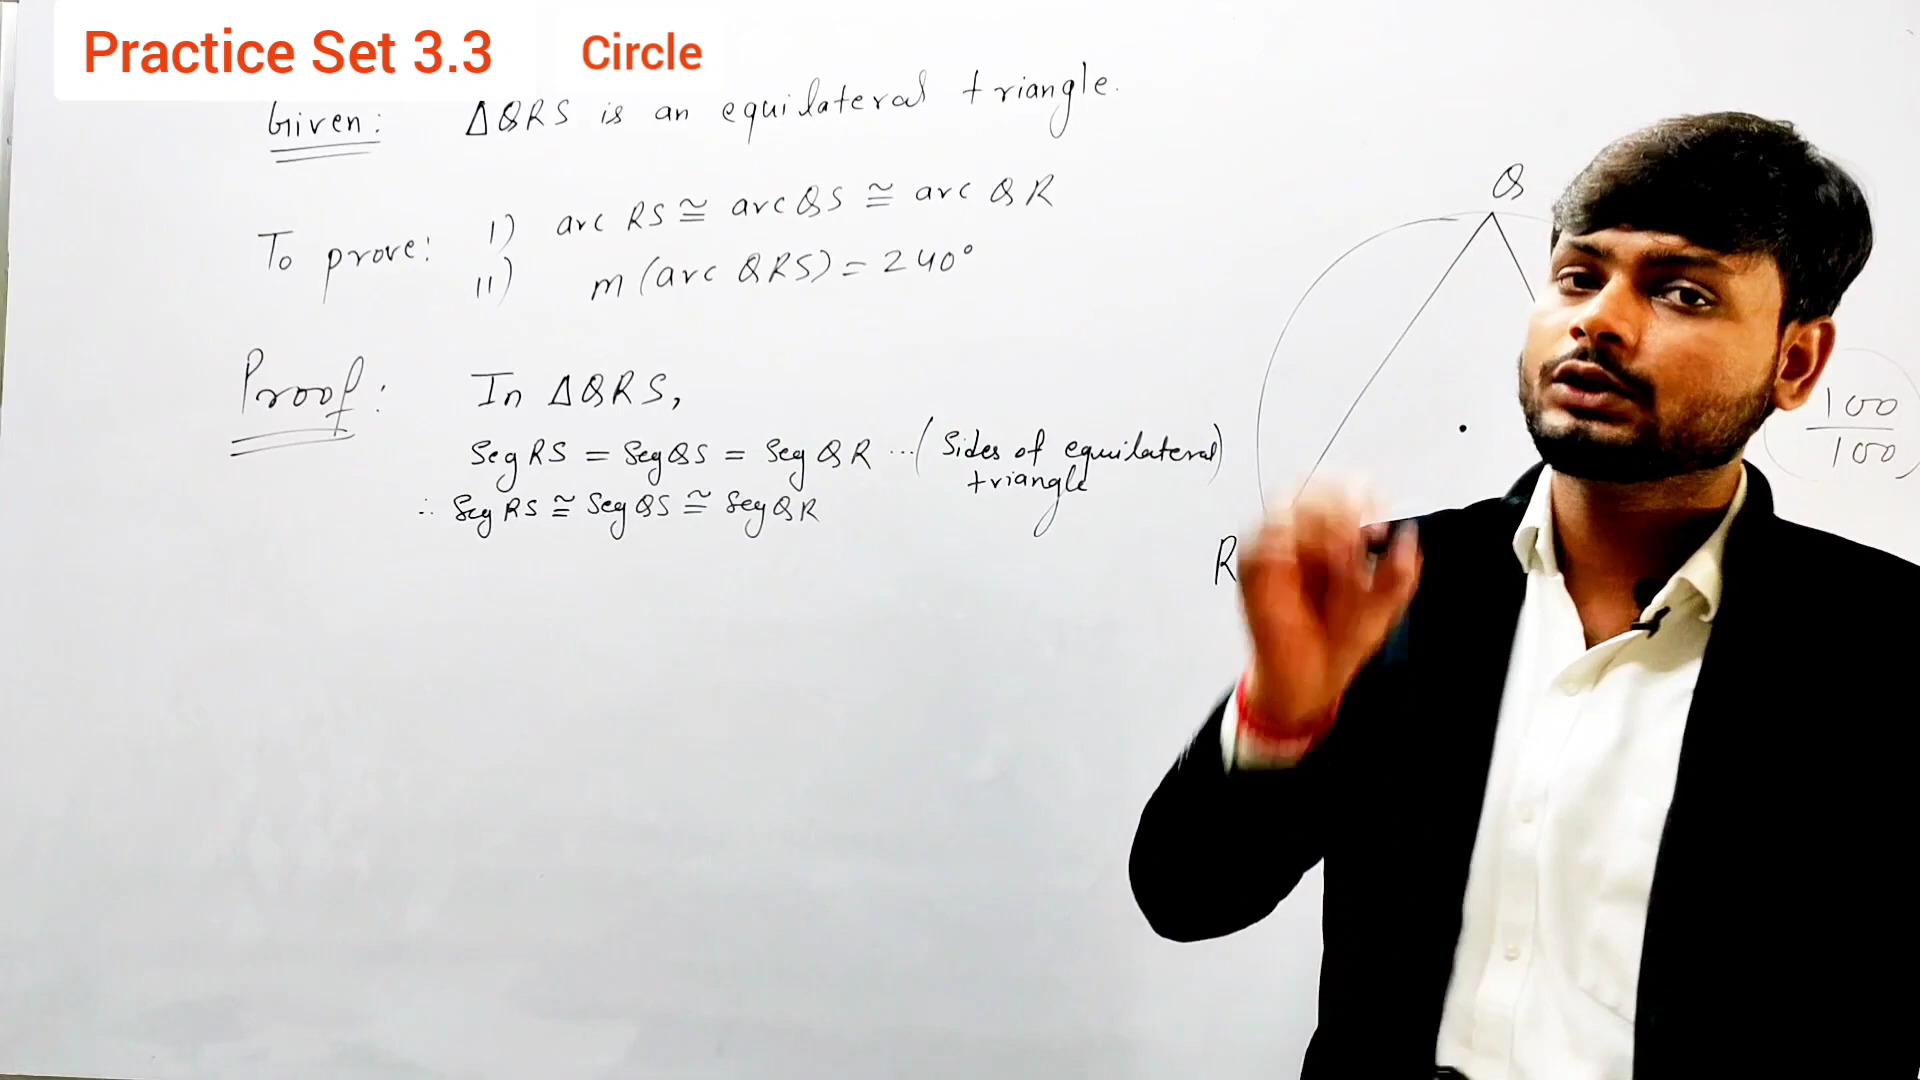 Practice Set 3.3 Circle
Given: ΔQRS is an equilateral triangle.
To prove: I) arc RS ≅ arc QS ≅ arc QR
II) m (arc QRS) = 240°
Proof: In ΔQRS,
Seg RS = Seg QS = Seg QR ...(Sides of equilateral triangle)
∴ Seg RS ≅ Seg QS ≅ Seg QR
Q
R
100
100